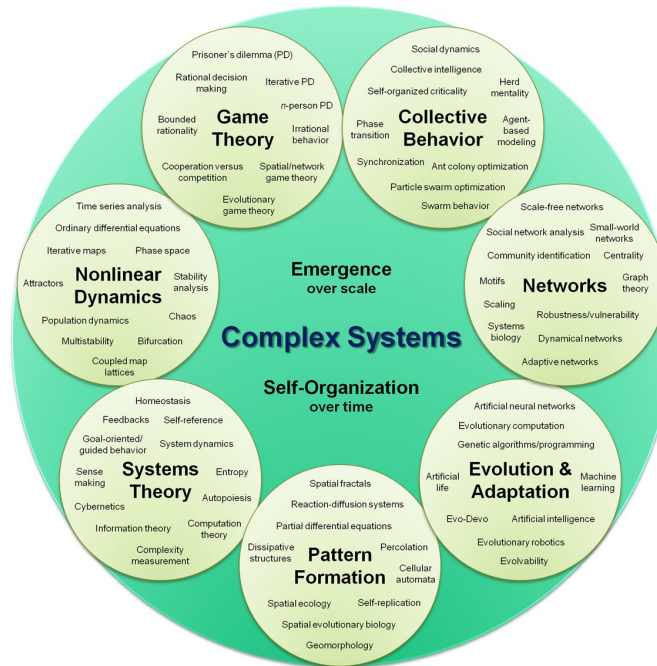 Prisoner's dilemma (PD)
Rational decision
making
Iterative PD
n-person PD
Bounded
rationality
Game
Theory
Irrational
behavior
Cooperation versus
competition
Spatial/network
game theory
Evolutionary
game theory
Social dynamics
Collective intelligence
Herd
mentality
Self-organized criticality
Phase
transition
Collective
Behavior
Agent-
based
modeling
Synchronization
Ant colony optimization
Particle swarm optimization
Swarm behavior
Time series analysis
Ordinary differential equations
Iterative maps
Phase space
Attractors
Nonlinear
Dynamics
Stability
analysis
Population dynamics
Chaos
Multistability
Bifurcation
Coupled map
lattices
Emergence
over scale
Complex Systems
Self-Organization
over time
Scale-free networks
Social network analysis
Small-world
networks
Community identification
Centrality
Motifs
Networks
Graph
theory
Scaling
Robustness/vulnerability
Systems
biology
Dynamical networks
Adaptive networks
Homeostasis
Feedbacks
Self-reference
Goal-oriented/
guided behavior
System dynamics
Sense
making
Systems
Theory
Entropy
Cybernetics
Autopoiesis
Information theory
Computation
theory
Complexity
measurement
Artificial neural networks
Evolutionary computation
Genetic algorithms/programming
Artificial
life
Evolution &
Adaptation
Machine
learning
Evo-Devo
Artificial intelligence
Evolutionary robotics
Evolvability
Spatial fractals
Reaction-diffusion systems
Partial differential equations
Dissipative
structures
Pattern
Formation
Percolation
Cellular
automata
Spatial ecology
Self-replication
Spatial evolutionary biology
Geomorphology